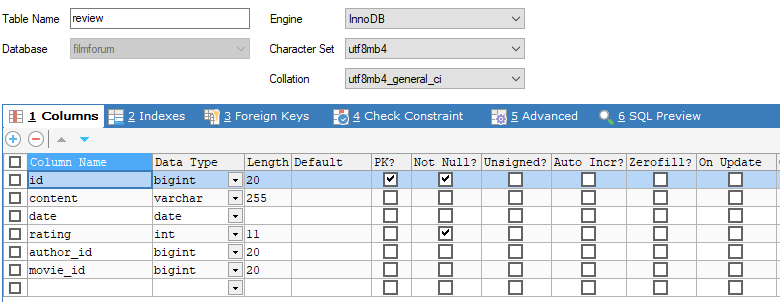 Table Name review Engine InnoDB
Database filmforum Character Set utf8mb4
Collation utf8mb4_general_ci
1 Columns 2 Indexes 3 Foreign Keys 4 Check Constraint 5 Advanced 6 SQL Preview
Column Name Data Type Length Default PK? Not Null? Unsigned? Auto Incr? Zerofill? On Update
id bigint 20
content varchar 255
date date
rating int 11
author_id bigint 20
movie_id bigint 20